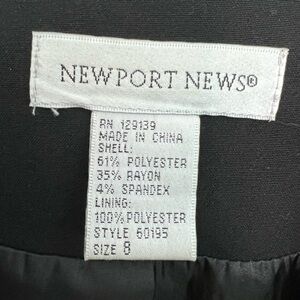 NEWPORT NEWS®
RN 129139
MADE IN CHINA
SHELL:
61% POLYESTER
35% RAYON
4% SPANDEX
LINING:
100% POLYESTER
STYLE 60195
SIZE 8